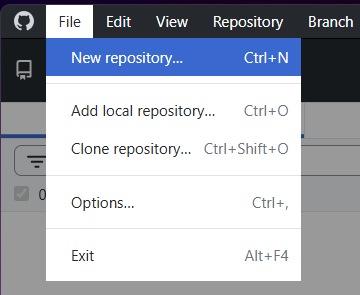 File Edit View Repository Branch
New repository... Ctrl+N
Add local repository... Ctrl+O
Clone repository... Ctrl+Shift+O
Options... Ctrl+,
Exit Alt+F4
0